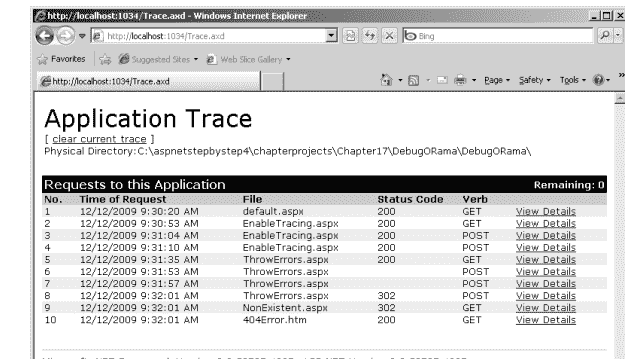 http://localhost:1034/Trace.axd - Windows Internet Explorer
http://localhost:1034/Trace.axd
Bing
Favorites Suggested Sites Web Slice Gallery
http://localhost:1034/Trace.axd
Page Safety Tools
Application Trace
[ clear current trace ]
Physical Directory:C:\aspnetstepbystep4\chapterprojects\Chapter17\DebugORama\DebugORama\
Requests to this Application Remaining: 0
No. Time of Request File Status Code Verb
1 12/12/2009 9:30:20 AM default.aspx 200 GET View Details
2 12/12/2009 9:30:53 AM EnableTracing.aspx 200 GET View Details
3 12/12/2009 9:31:04 AM EnableTracing.aspx 200 POST View Details
4 12/12/2009 9:31:10 AM EnableTracing.aspx 200 POST View Details
5 12/12/2009 9:31:35 AM ThrowErrors.aspx 200 GET View Details
6 12/12/2009 9:31:53 AM ThrowErrors.aspx POST View Details
7 12/12/2009 9:31:57 AM ThrowErrors.aspx POST View Details
8 12/12/2009 9:32:01 AM ThrowErrors.aspx 302 POST View Details
9 12/12/2009 9:32:01 AM NonExistent.aspx 302 GET View Details
10 12/12/2009 9:32:01 AM 404Error.htm 200 GET View Details